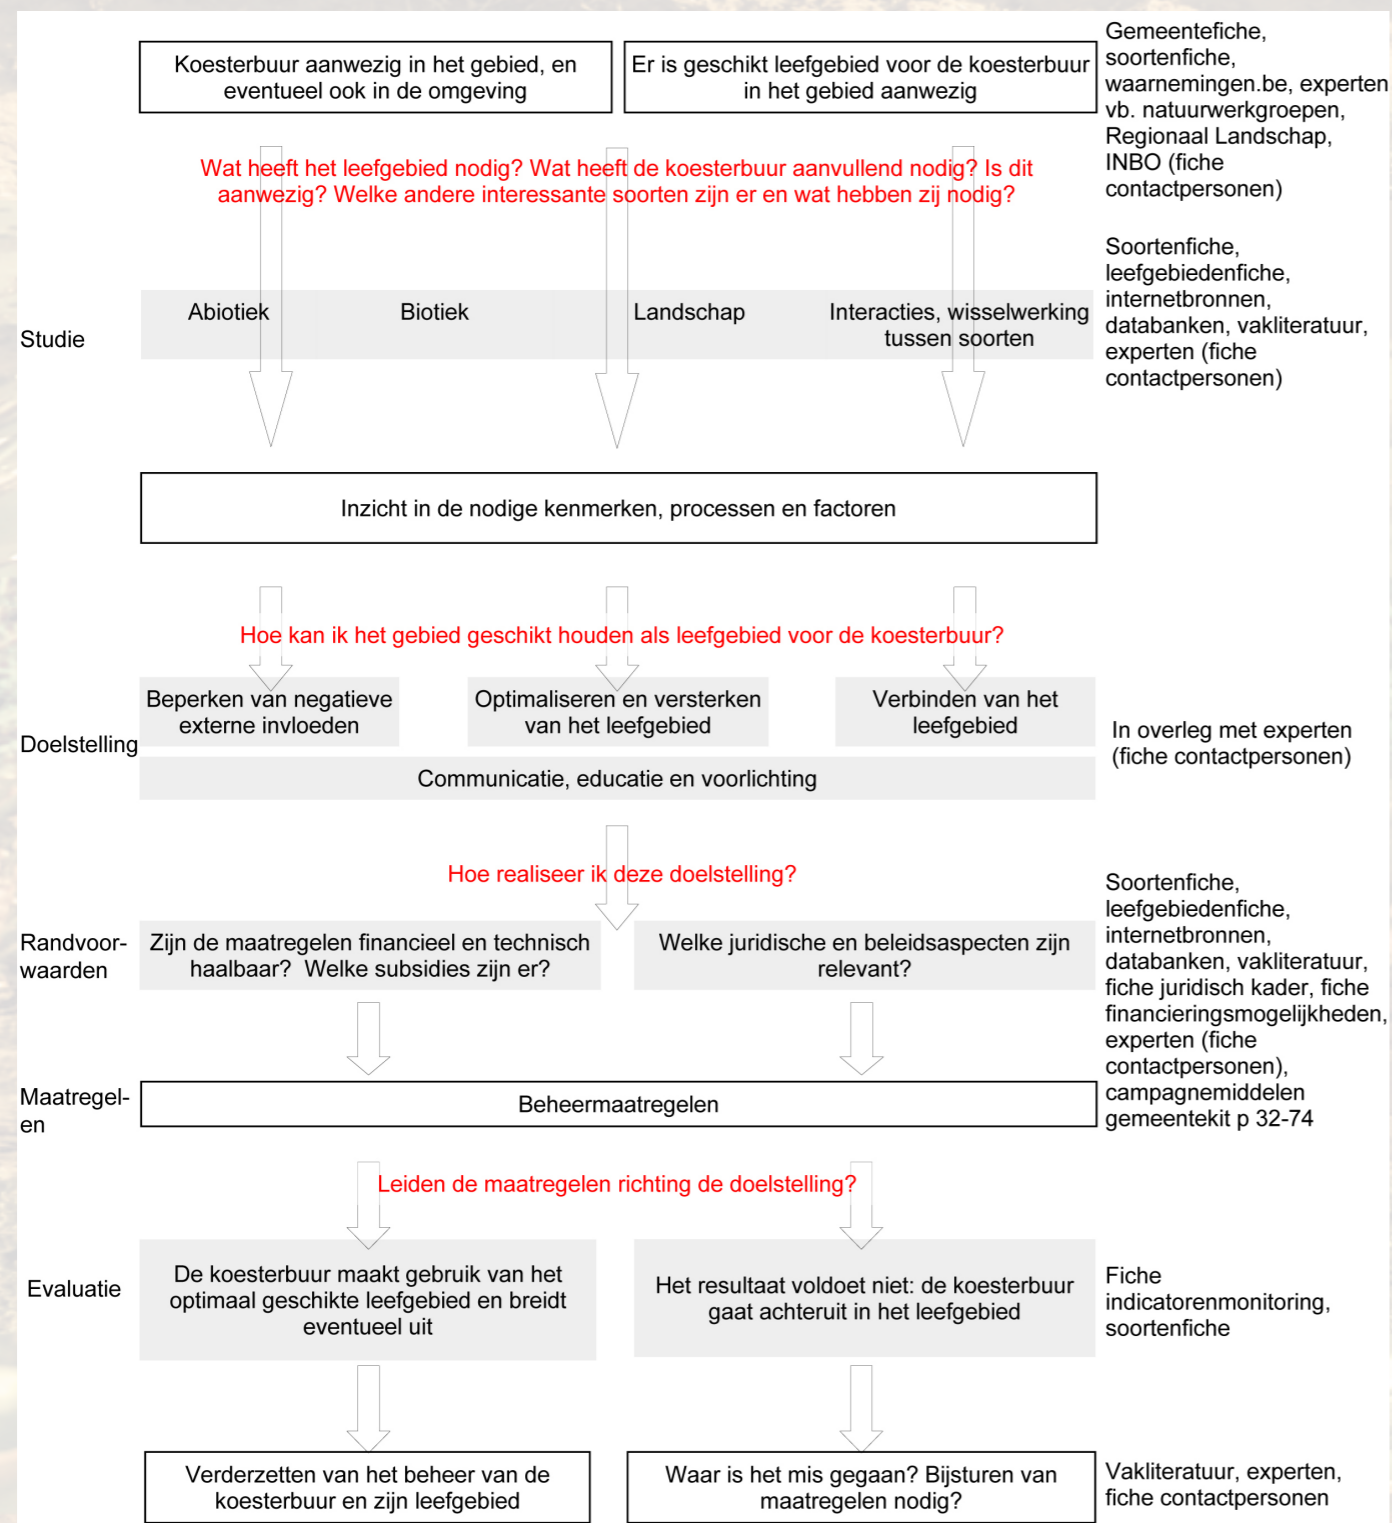 Koesterbuur aanwezig in het gebied, en
eventueel ook in de omgeving
Er is geschikt leefgebied voor de koesterbuur
in het gebied aanwezig
Gemeentefiche,
soortenfiche,
waarnemingen.be, experten
vb. natuurwerkgroepen,
Regionaal Landschap,
INBO (fiche
contactpersonen)
Wat heeft het leefgebied nodig? Wat heeft de koesterbuur aanvullend nodig? Is dit
aanwezig? Welke andere interessante soorten zijn er en wat hebben zij nodig?
Studie
Abiotiek
Biotiek
Landschap
Interacties, wisselwerking
tussen soorten
Soortenfiche,
leefgebiedenfiche,
internetbronnen,
databanken, vakliteratuur,
experten (fiche
contactpersonen)
Inzicht in de nodige kenmerken, processen en factoren
Hoe kan ik het gebied geschikt houden als leefgebied voor de koesterbuur?
Doelstelling
Beperken van negatieve
externe invloeden
Optimaliseren en versterken
van het leefgebied
Verbinden van het
leefgebied
Communicatie, educatie en voorlichting
In overleg met experten
(fiche contactpersonen)
Hoe realiseer ik deze doelstelling?
Randvoor-
waarden
Zijn de maatregelen financieel en technisch
haalbaar? Welke subsidies zijn er?
Welke juridische en beleidsaspecten zijn
relevant?
Soortenfiche,
leefgebiedenfiche,
internetbronnen,
databanken, vakliteratuur,
fiche juridisch kader, fiche
financieringsmogelijkheden,
experten (fiche
contactpersonen),
campagnemiddelen
gemeentekit p 32-74
Maatregel-
en
Beheermaatregelen
Leiden de maatregelen richting de doelstelling?
Evaluatie
De koesterbuur maakt gebruik van het
optimaal geschikte leefgebied en breidt
eventueel uit
Het resultaat voldoet niet: de koesterbuur
gaat achteruit in het leefgebied
Fiche
indicatorenmonitoring,
soortenfiche
Verderzetten van het beheer van de
koesterbuur en zijn leefgebied
Waar is het mis gegaan? Bijsturen van
maatregelen nodig?
Vakliteratuur, experten,
fiche contactpersonen